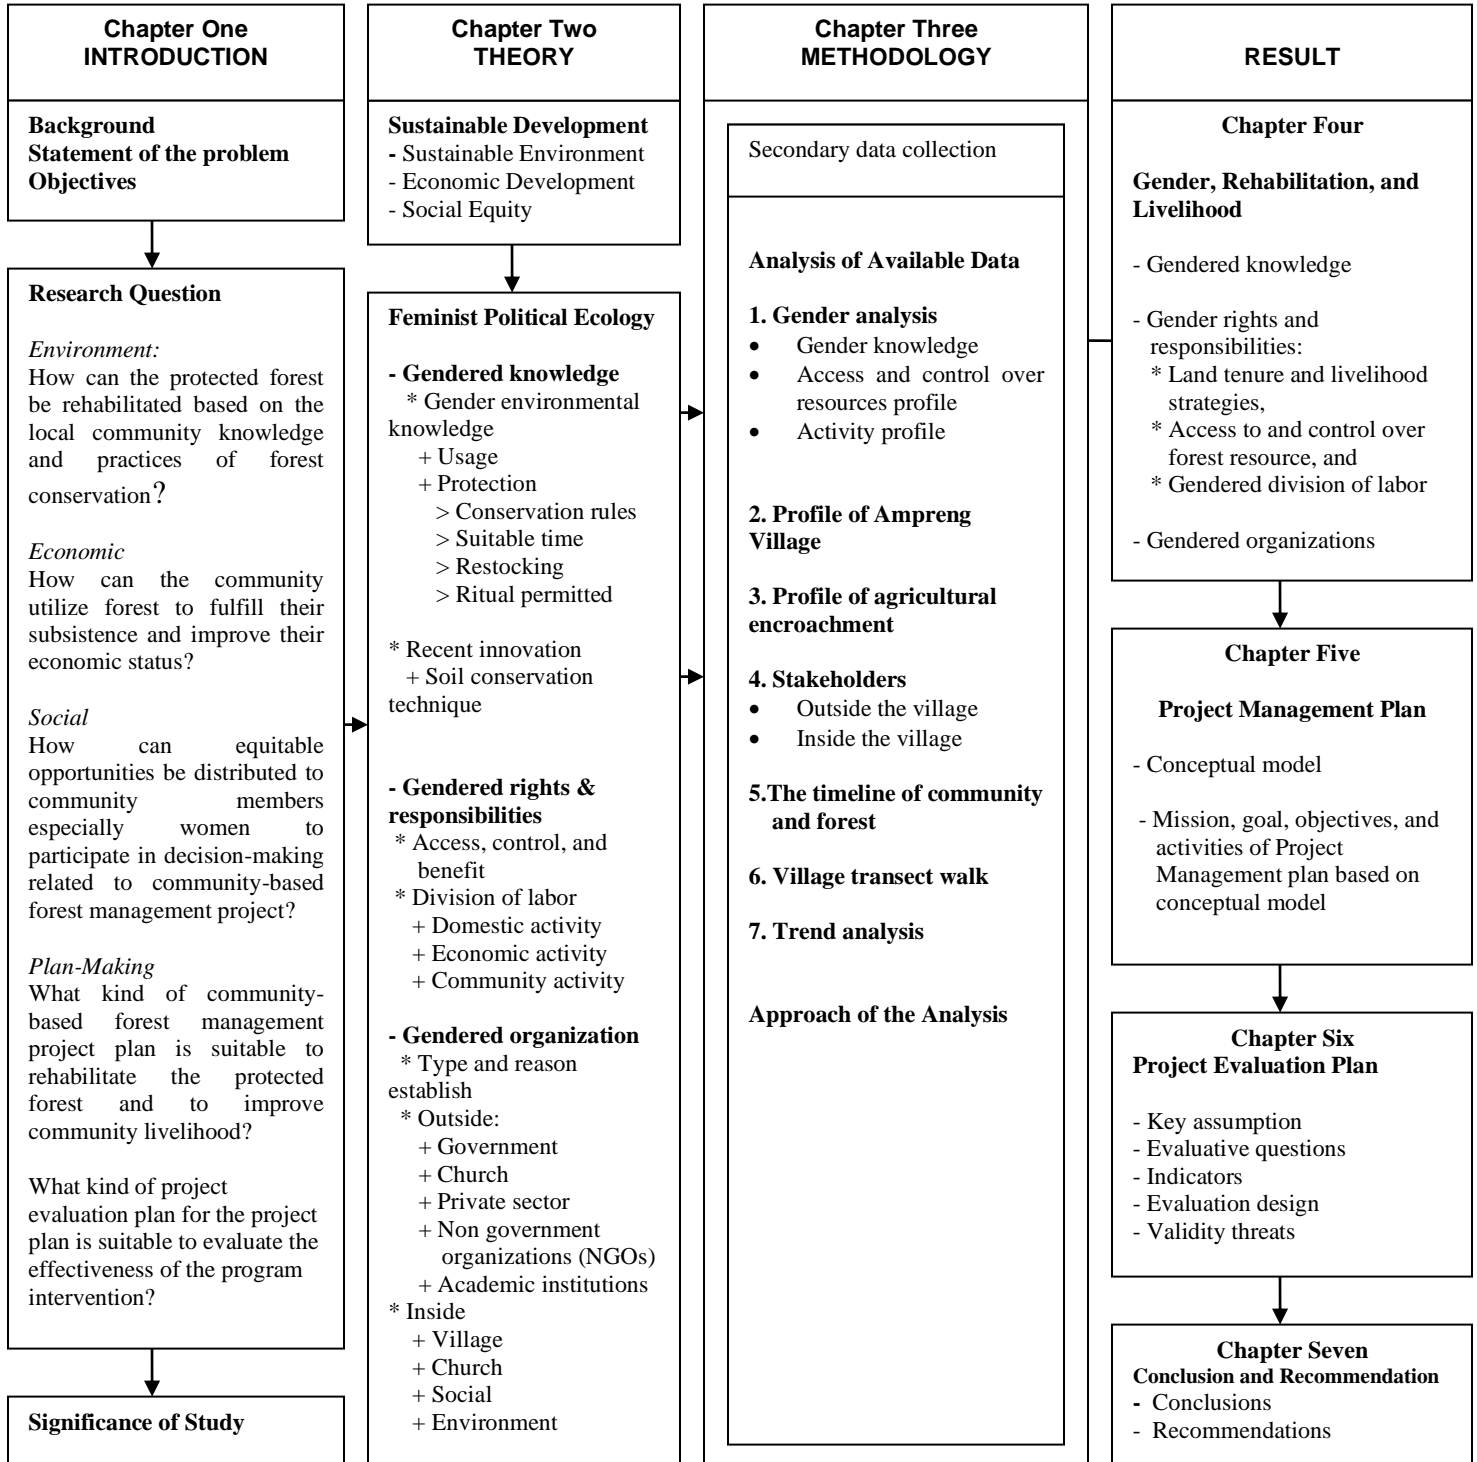 Chapter One
INTRODUCTION
Background
Statement of the problem
Objectives
Research Question
Environment:
How can the protected forest
be rehabilitated based on the
local community knowledge
and practices of forest
conservation?
Economic
How can the community
utilize forest to fulfill their
subsistence and improve their
economic status?
Social
How can equitable
opportunities be distributed to
community members
especially women to
participate in decision-making
related to community-based
forest management project?
Plan-Making
What kind of community-
based forest management
project plan is suitable to
rehabilitate the protected
forest and to improve
community livelihood?
What kind of project
evaluation plan for the project
plan is suitable to evaluate the
effectiveness of the program
intervention?
Significance of Study
Chapter Two
THEORY
Sustainable Development
- Sustainable Environment
- Economic Development
- Social Equity
Feminist Political Ecology
- Gendered knowledge
* Gender environmental
knowledge
+ Usage
+ Protection
> Conservation rules
> Suitable time
> Restocking
> Ritual permitted
* Recent innovation
+ Soil conservation
technique
- Gendered rights &
responsibilities
* Access, control, and
benefit
* Division of labor
+ Domestic activity
+ Economic activity
+ Community activity
- Gendered organization
* Type and reason
establish
* Outside:
+ Government
+ Church
+ Private sector
+ Non government
organizations (NGOs)
+ Academic institutions
* Inside
+ Village
+ Church
+ Social
+ Environment
Chapter Three
METHODOLOGY
Secondary data collection
Analysis of Available Data
1. Gender analysis
• Gender knowledge
• Access and control over
resources profile
• Activity profile
2. Profile of Ampreng
Village
3. Profile of agricultural
encroachment
4. Stakeholders
• Outside the village
• Inside the village
5.The timeline of community
and forest
6. Village transect walk
7. Trend analysis
Approach of the Analysis
RESULT
Chapter Four
Gender, Rehabilitation, and
Livelihood
- Gendered knowledge
- Gender rights and
responsibilities:
* Land tenure and livelihood
strategies,
* Access to and control over
forest resource, and
* Gendered division of labor
- Gendered organizations
Chapter Five
Project Management Plan
- Conceptual model
- Mission, goal, objectives, and
activities of Project
Management plan based on
conceptual model
Chapter Six
Project Evaluation Plan
- Key assumption
- Evaluative questions
- Indicators
- Evaluation design
- Validity threats
Chapter Seven
Conclusion and Recommendation
- Conclusions
- Recommendations